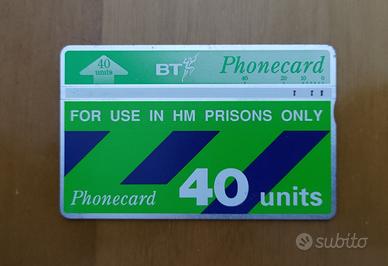 40
units
BT
Phonecard
40 20 10 0
FOR USE IN HM PRISONS ONLY
Phonecard 40 units
subito